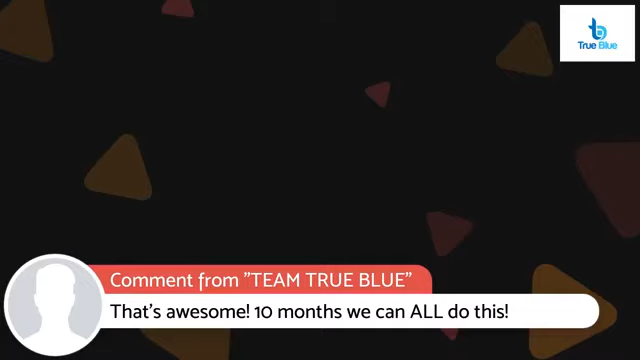 True Blue
Comment from "TEAM TRUE BLUE"
That's awesome! 10 months we can ALL do this!